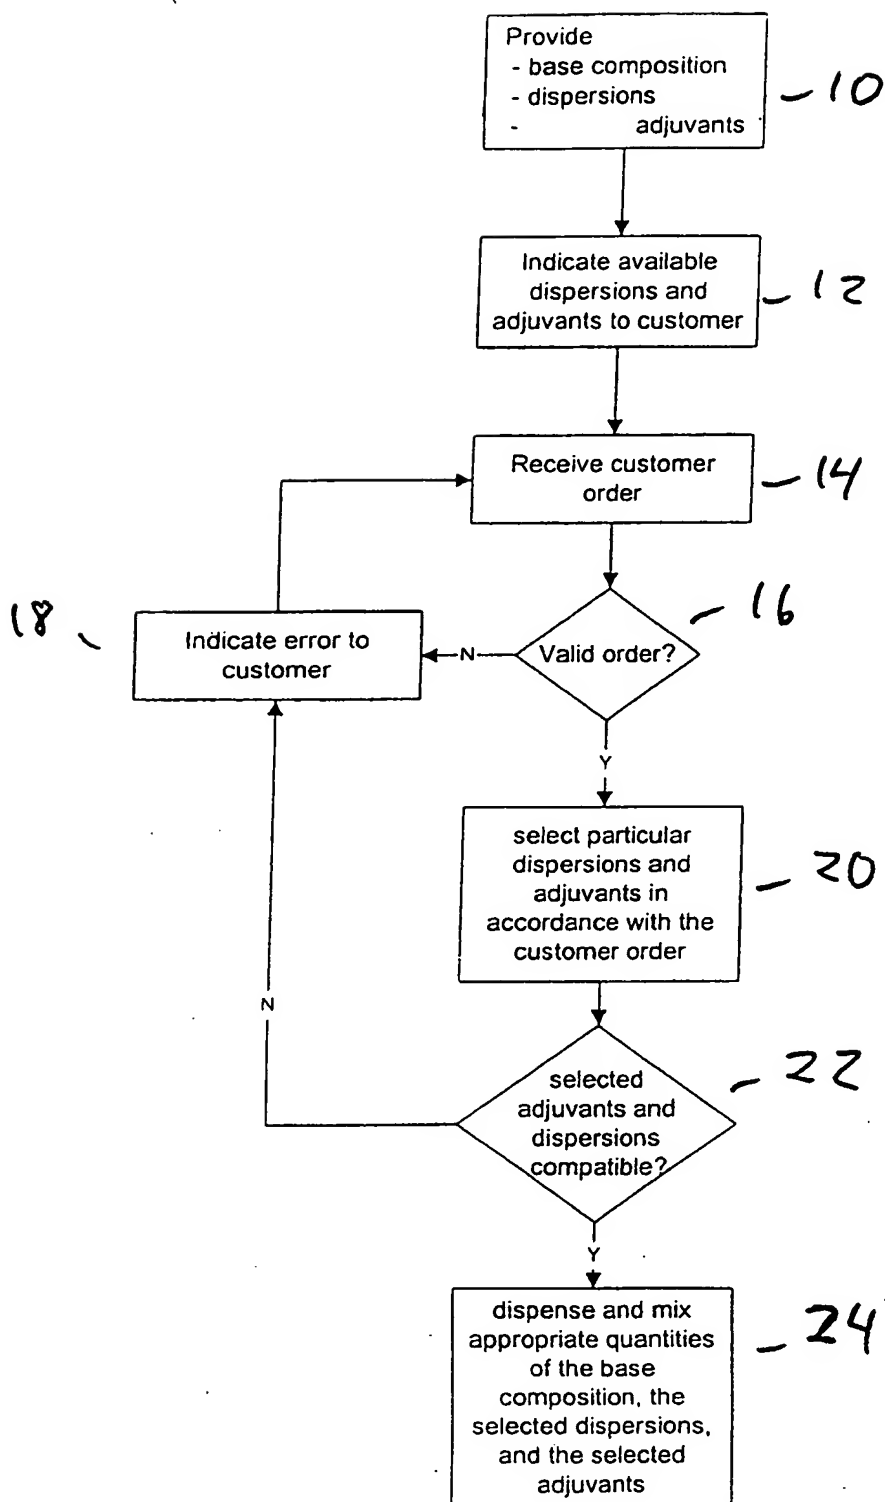 Provide
- base composition
- dispersions
- adjuvants
- 10
Indicate available
dispersions and
adjuvants to customer
- 12
Receive customer
order
- 14
Valid order?
- 16
N
Indicate error to
customer
18 -
Y
select particular
dispersions and
adjuvants in
accordance with the
customer order
- 20
N
selected
adjuvants and
dispersions
compatible?
- 22
Y
dispense and mix
appropriate quantities
of the base
composition, the
selected dispersions,
and the selected
adjuvants
- 24